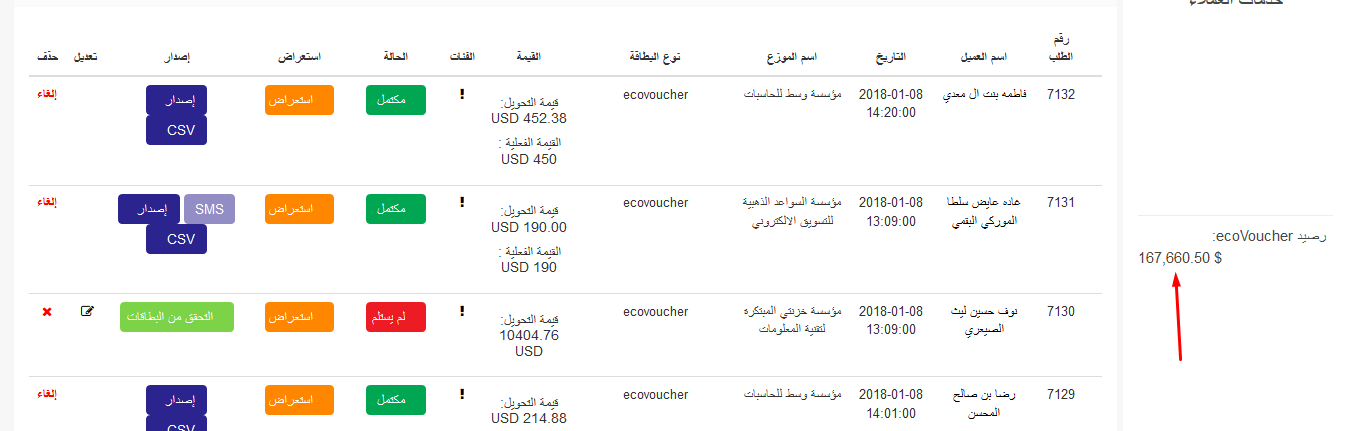 خدمات العملاء
رقم الطلب	اسم العميل	التاريخ	اسم الموزع	نوع البطاقة	القيمة	الفئات	الحالة	استعراض	إصدار	تعديل	حذف
7132
فاطمه بنت ال معدي
2018-01-08
14:20:00
مؤسسة وسط للحاسبات
ecovoucher
قيمة التحويل:
USD 452.38
القيمة الفعلية :
USD 450
!
مكتمل
استعراض
إصدار
CSV
إلغاء
7131
غاده عايض سلطا
الموركي البقمي
2018-01-08
13:09:00
مؤسسة السواعد الذهبية
للتسويق الالكتروني
ecovoucher
قيمة التحويل:
USD 190.00
القيمة الفعلية :
USD 190
!
مكتمل
استعراض
SMS إصدار
CSV
إلغاء
7130
نوف حسين ليث
الصيعري
2018-01-08
13:09:00
مؤسسة خزنتي المبتكره
لتقنية المعلومات
ecovoucher
قيمة التحويل:
10404.76
USD
!
لم يستلم
استعراض
التحقق من البطاقات
7129
رضا بن صالح
المحسن
2018-01-08
14:01:00
مؤسسة وسط للحاسبات
ecovoucher
قيمة التحويل:
USD 214.88
!
مكتمل
استعراض
إصدار
CSV
إلغاء
رصيد ecoVoucher:
167,660.50 $